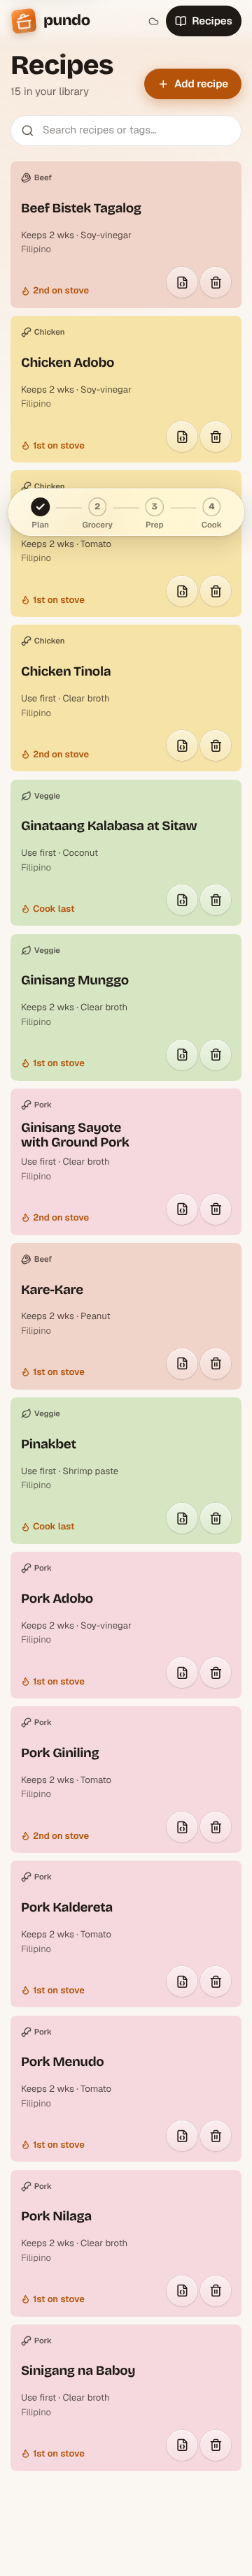 pundo
Recipes
Recipes
15 in your library
Add recipe
Search recipes or tags...
Beef
Beef Bistek Tagalog
Keeps 2 wks · Soy-vinegar
Filipino
2nd on stove
Chicken
Chicken Adobo
Keeps 2 wks · Soy-vinegar
Filipino
1st on stove
Chicken
2
3
4
Plan
Grocery
Prep
Cook
Keeps 2 wks · Tomato
Filipino
1st on stove
Chicken
Chicken Tinola
Use first · Clear broth
Filipino
2nd on stove
Veggie
Ginataang Kalabasa at Sitaw
Use first · Coconut
Filipino
Cook last
Veggie
Ginisang Munggo
Keeps 2 wks · Clear broth
Filipino
1st on stove
Pork
Ginisang Sayote
with Ground Pork
Use first · Clear broth
Filipino
2nd on stove
Beef
Kare-Kare
Keeps 2 wks · Peanut
Filipino
1st on stove
Veggie
Pinakbet
Use first · Shrimp paste
Filipino
Cook last
Pork
Pork Adobo
Keeps 2 wks · Soy-vinegar
Filipino
1st on stove
Pork
Pork Giniling
Keeps 2 wks · Tomato
Filipino
2nd on stove
Pork
Pork Kaldereta
Keeps 2 wks · Tomato
Filipino
1st on stove
Pork
Pork Menudo
Keeps 2 wks · Tomato
Filipino
1st on stove
Pork
Pork Nilaga
Keeps 2 wks · Clear broth
Filipino
1st on stove
Pork
Sinigang na Baboy
Use first · Clear broth
Filipino
1st on stove